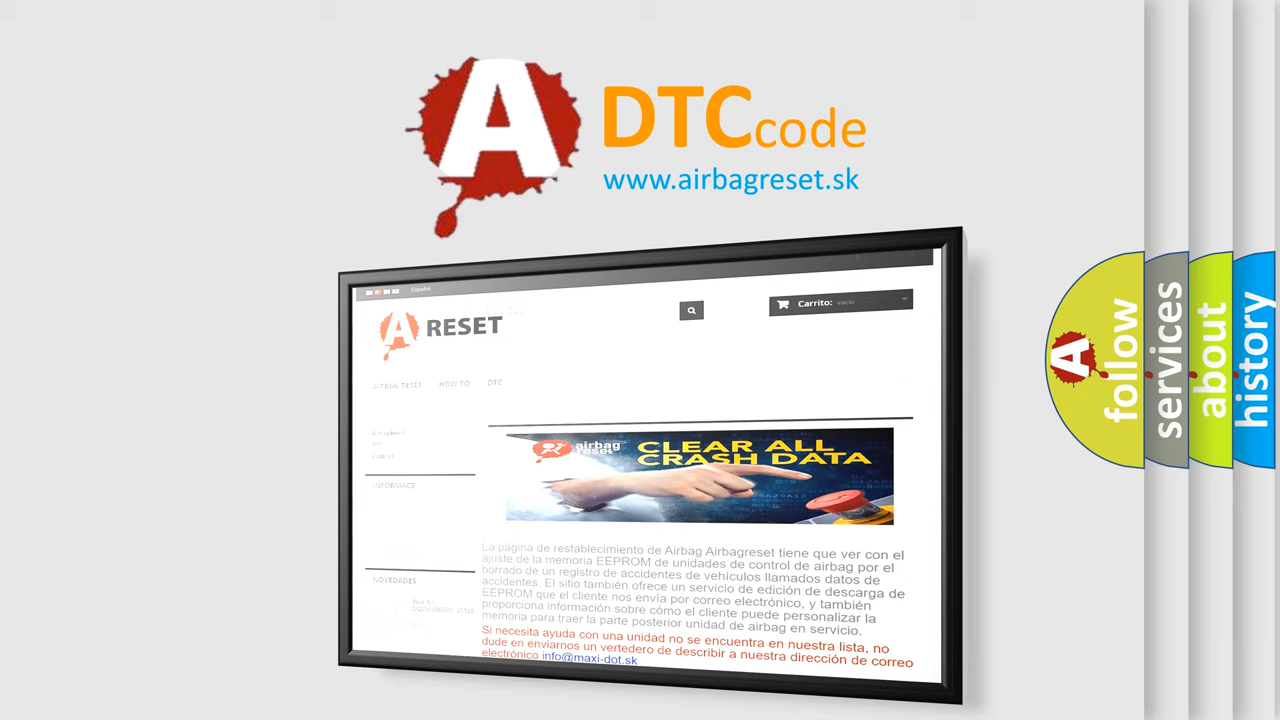 A DTCcode
www.airbagreset.sk
Español
A RESET
Carrito: vacío
AIRBAG RESET HOW TO DTC
INFORMACE
NOVEDADES
airbag
reset
CLEAR ALL
CRASH DATA
La página de restablecimiento de Airbag Airbagreset tiene que ver con el
ajuste de la memoria EEPROM de unidades de control de airbag por el
borrado de un registro de accidentes de vehículos llamados datos de
accidentes. El sitio también ofrece un servicio de edición de descarga de
EEPROM que el cliente nos envía por correo electrónico, y también
proporciona información sobre cómo el cliente puede personalizar la
memoria para traer la parte posterior unidad de airbag en servicio.
Si necesita ayuda con una unidad no se encuentra en nuestra lista, no
dude en enviarnos un vertedero de describir a nuestra dirección de correo
electrónico info@maxi-dot.sk
A
follow
services
about
history